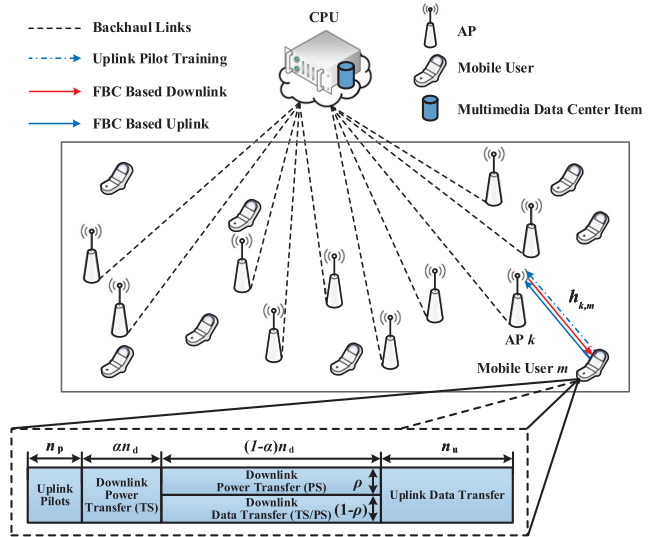 CPU
Backhaul Links
Uplink Pilot Training
FBC Based Downlink
FBC Based Uplink
AP
Mobile User
Multimedia Data Center Item
h_{k,m}
AP k
Mobile User m
n_p
αn_d
(1-α)n_d
n_u
Uplink
Pilots
Downlink
Power
Transfer (TS)
Downlink
Power Transfer (PS)
ρ
Downlink
Data Transfer (TS/PS)
(1-ρ)
Uplink Data Transfer